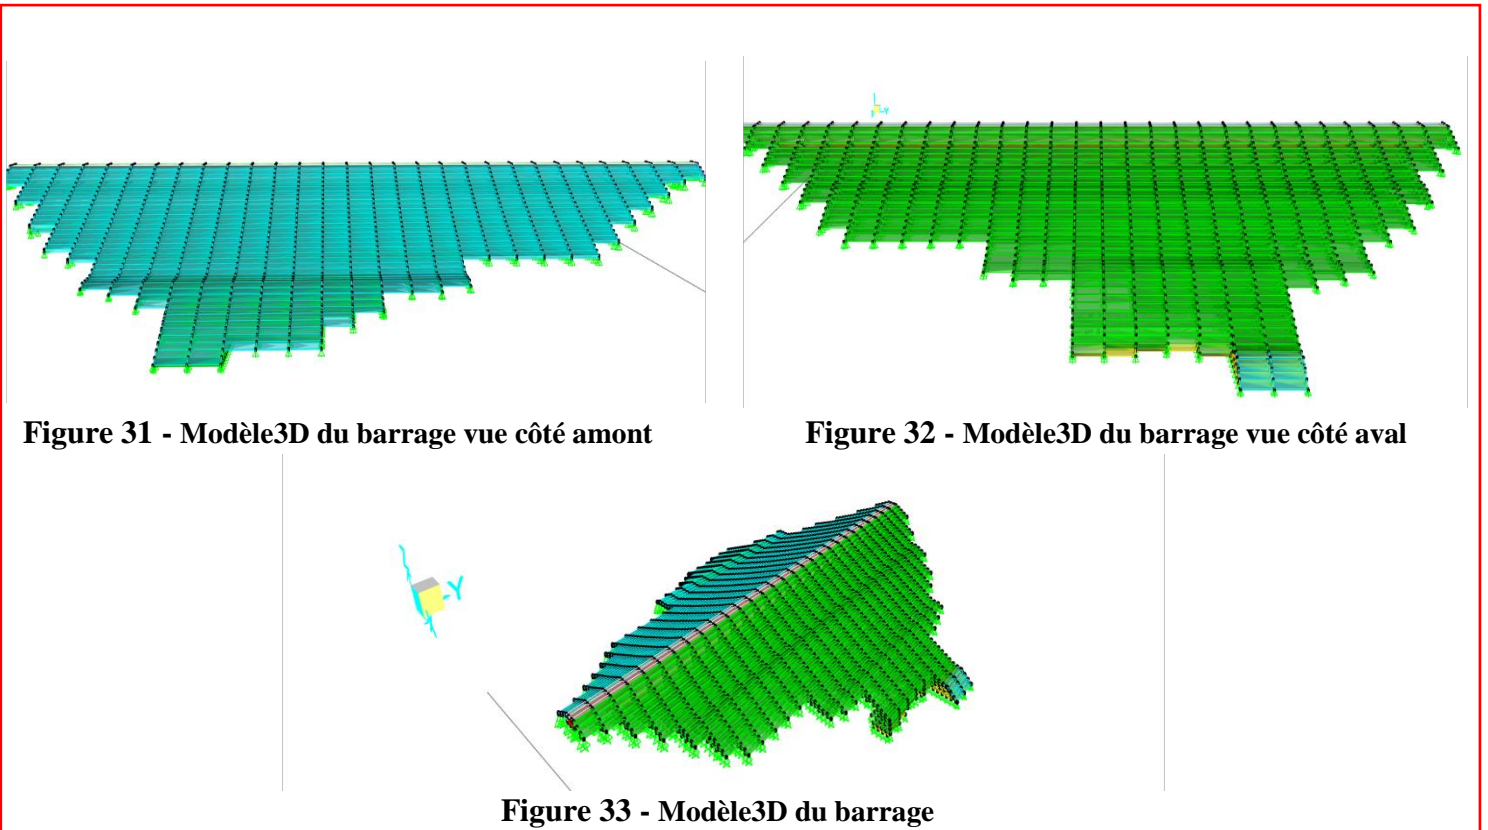 Figure 31 - Modèle3D du barrage vue côté amont
Figure 32 - Modèle3D du barrage vue côté aval
Y
Figure 33 - Modèle3D du barrage